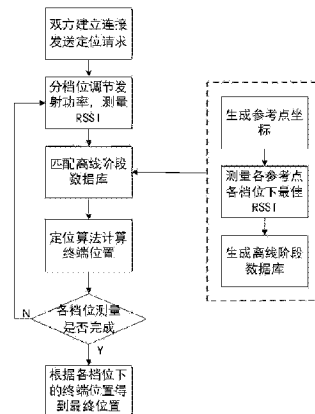 双方建立连接
发送定位请求
分档位调节发
射功率，测量
RSSI
匹配离线阶段
数据库
定位算法计算
终端位置
各档位测量
是否完成
N
Y
根据各档位下
的终端位置得
到最终位置
生成参考点坐
标
测量各参考点
各档位下最佳
RSSI
生成离线阶段
数据库